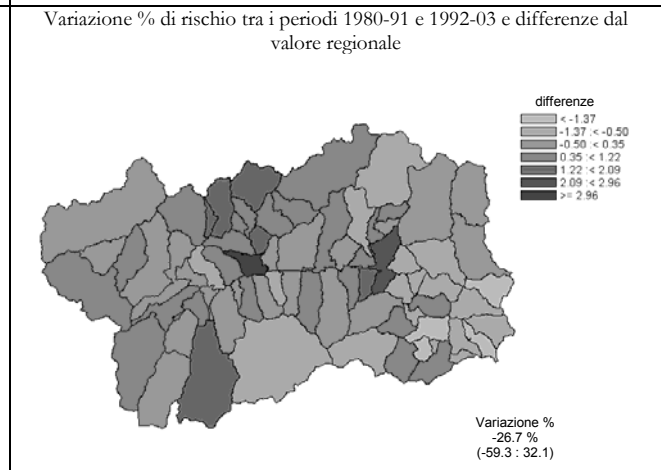 Variazione % di rischio tra i periodi 1980-91 e 1992-03 e differenze dal
valore regionale
differenze
< -1.37
-1.37 :< -0.50
-0.50 :< 0.35
0.35 :< 1.22
1.22 :< 2.09
2.09 :< 2.96
>= 2.96
Variazione %
-26.7 %
(-59.3 : 32.1)